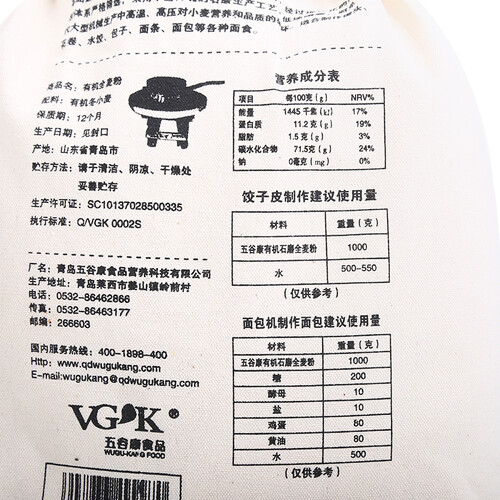 大型机械生产中高温、高压对小麦营养和品质的
水饺、包子、面条、面包等各种面食。
商品名称:有机全麦粉
配料:有机冬小麦
保质期:12个月
生产日期:见封口
产地:山东省青岛市
贮存方法:请于清洁、阴凉、干燥处
妥善贮存
生产许可证:SC10137028500335
执行标准:Q/VGK 0002S
厂名:青岛五谷康食品营养科技有限公司
生产地址:青岛莱西市姜山镇岭前村
电话:0532-86462866
传真:0532-86463177
邮编:266603
国内服务热线:400-1898-400
Http:www.qdwugukang.com
E-mail:wugukang@qdwugukang.com
VGK®
五谷康食品
WUGU-KANG FOOD
营养成分表
项目 每100克(g) NRV%
能量 1445千焦(kj) 17%
蛋白质 11.2克(g) 19%
脂肪 1.5克(g) 3%
碳水化合物 71.5克(g) 24%
钠 0毫克(mg) 0%
饺子皮制作建议使用量
材料 重量(克)
五谷康有机石磨全麦粉 1000
水 500-550
(仅供参考)
面包机制作面包建议使用量
材料 重量(克)
五谷康有机石磨全麦粉 1000
糖 200
酵母 10
盐 10
鸡蛋 80
黄油 80
水 500
(仅供参考)